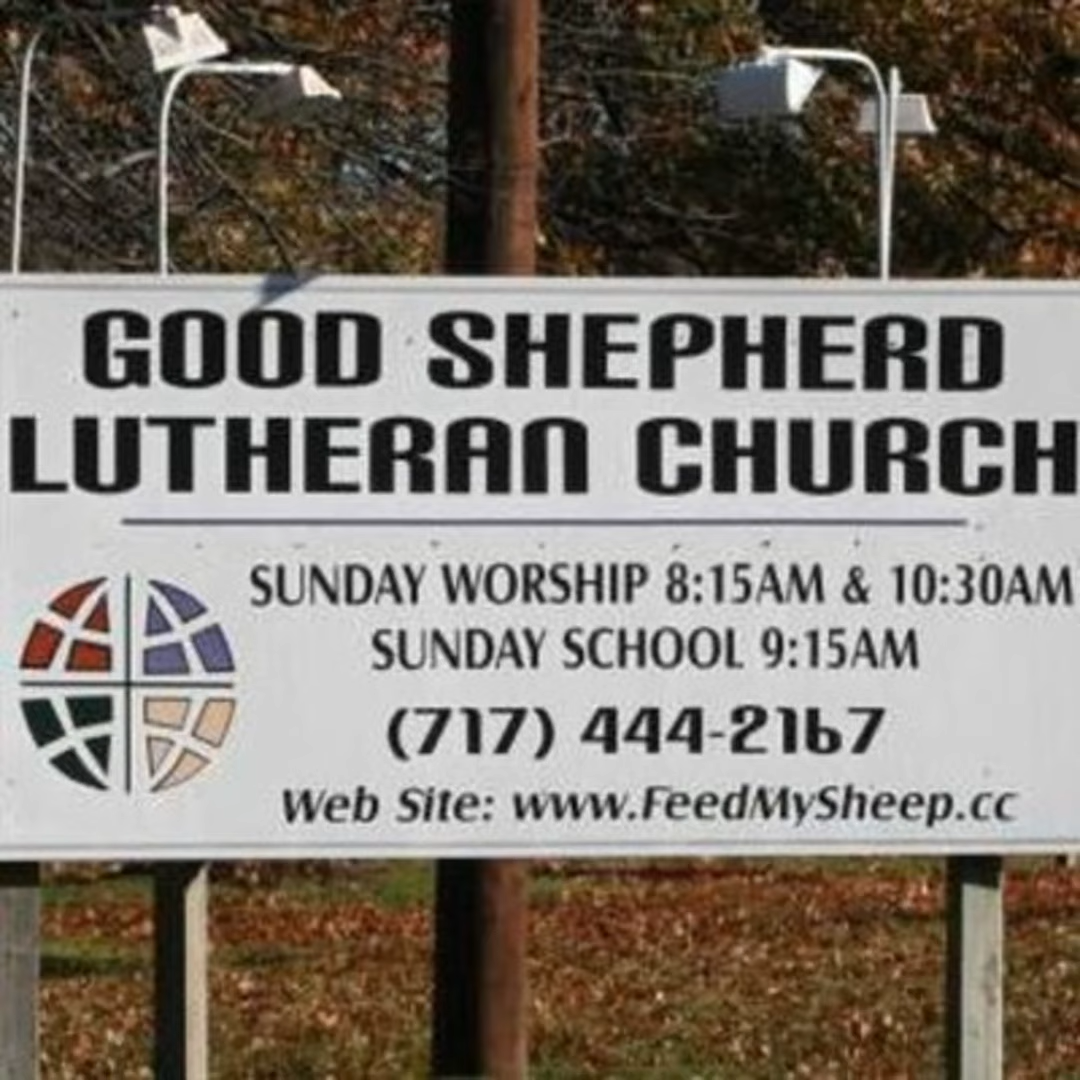 GOOD SHEPHERD
LUTHERAN CHURCH
SUNDAY WORSHIP 8:15AM & 10:30AM
SUNDAY SCHOOL 9:15AM
(717) 444-2167
Web Site: www.FeedMySheep.cc